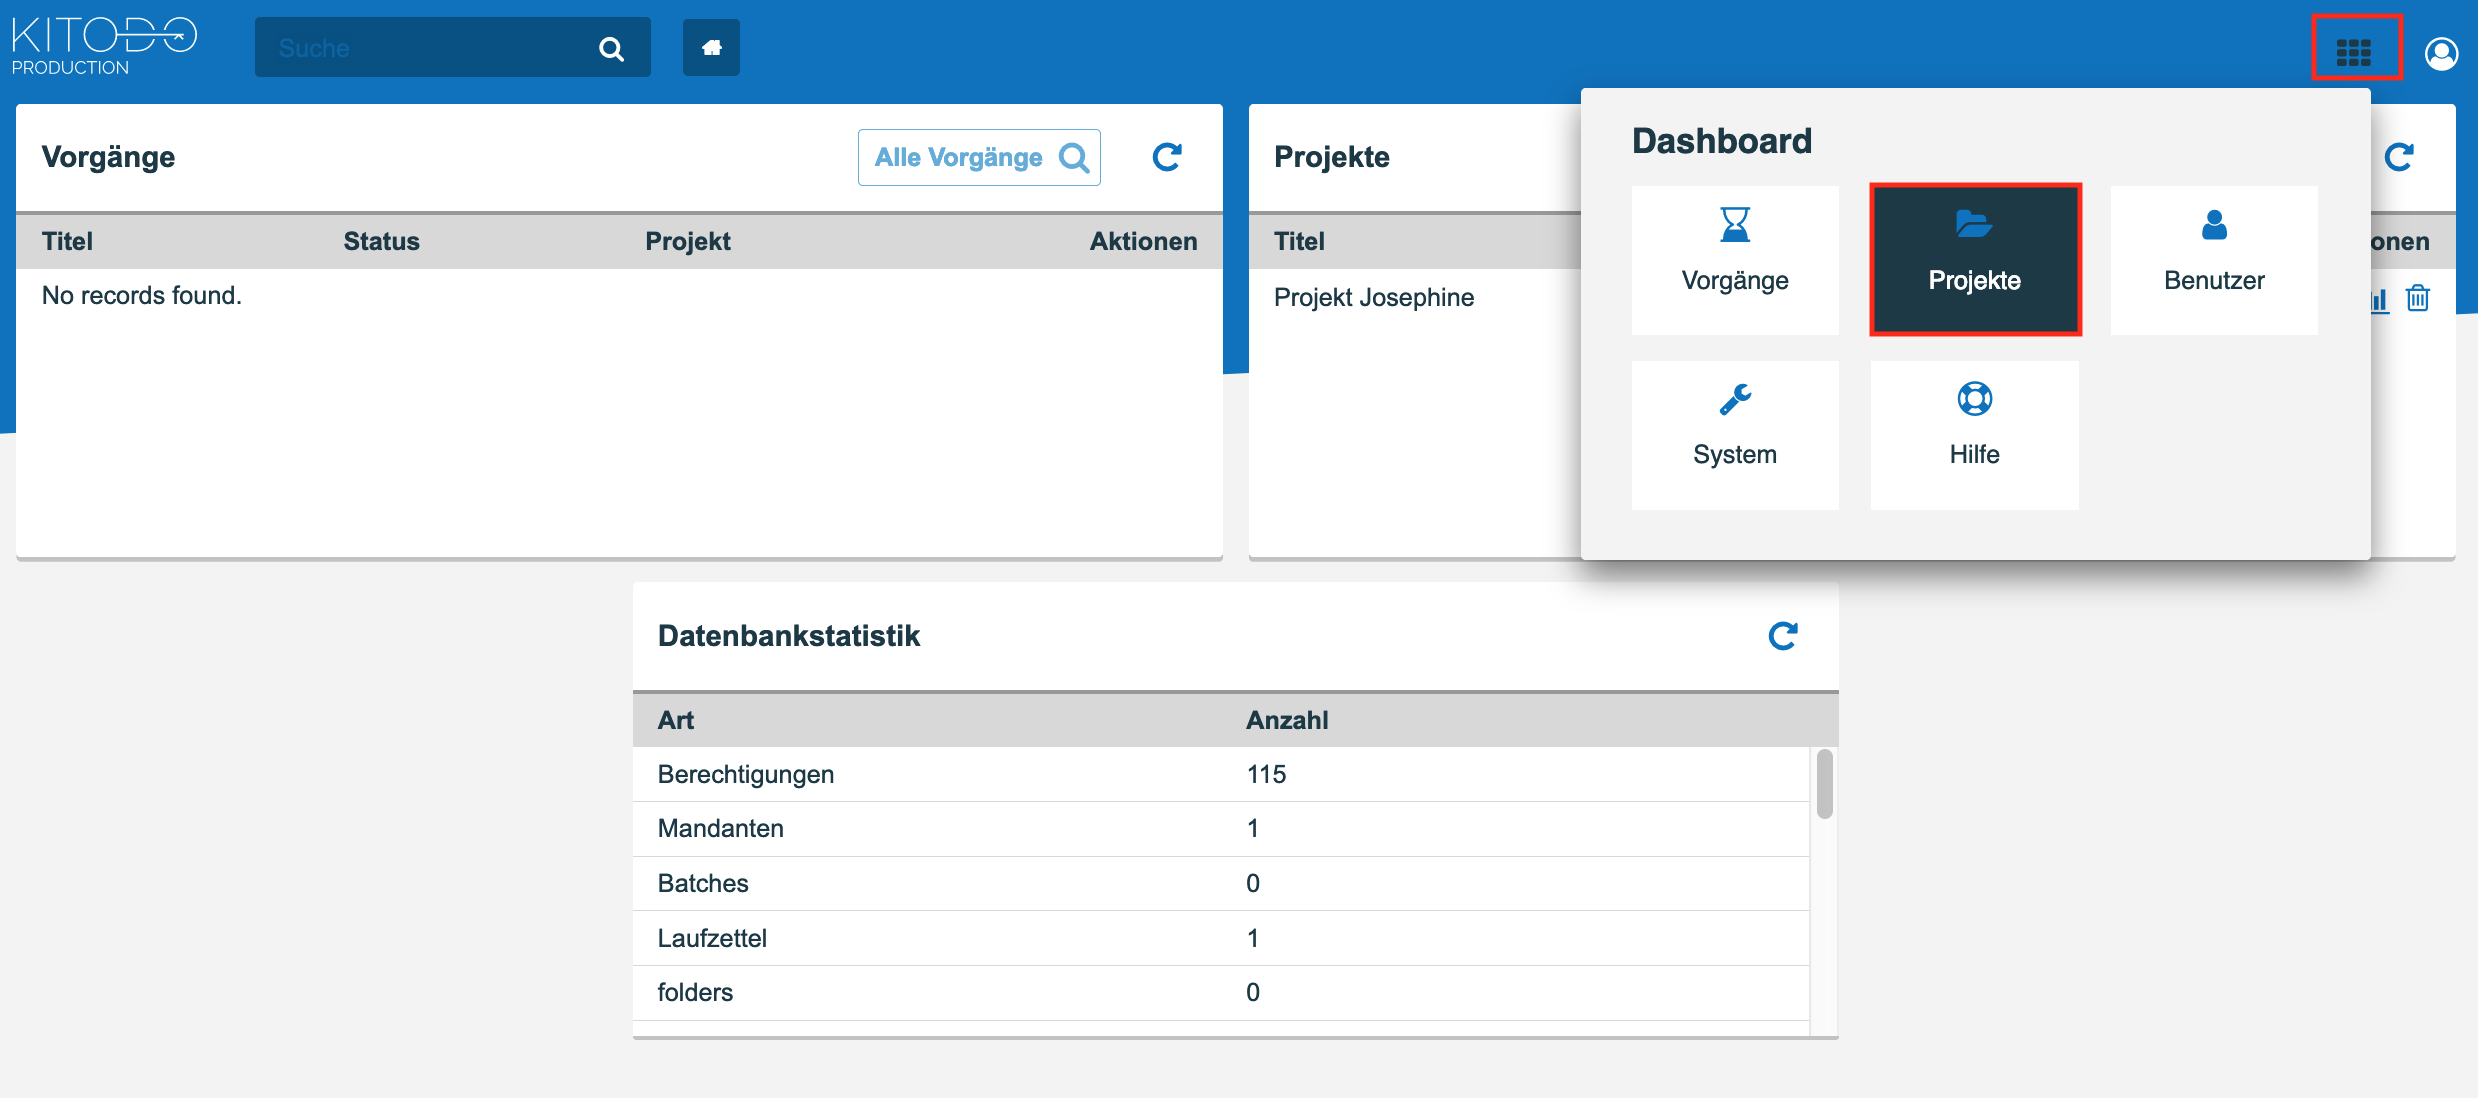 KITODO
PRODUCTION
Suche
Vorgänge
Alle Vorgänge
Titel Status Projekt Aktionen
No records found.
Projekte
Titel
onen
Projekt Josephine
Dashboard
Vorgänge
Projekte
Benutzer
System
Hilfe
Datenbankstatistik
Art Anzahl
Berechtigungen 115
Mandanten 1
Batches 0
Laufzettel 1
folders 0